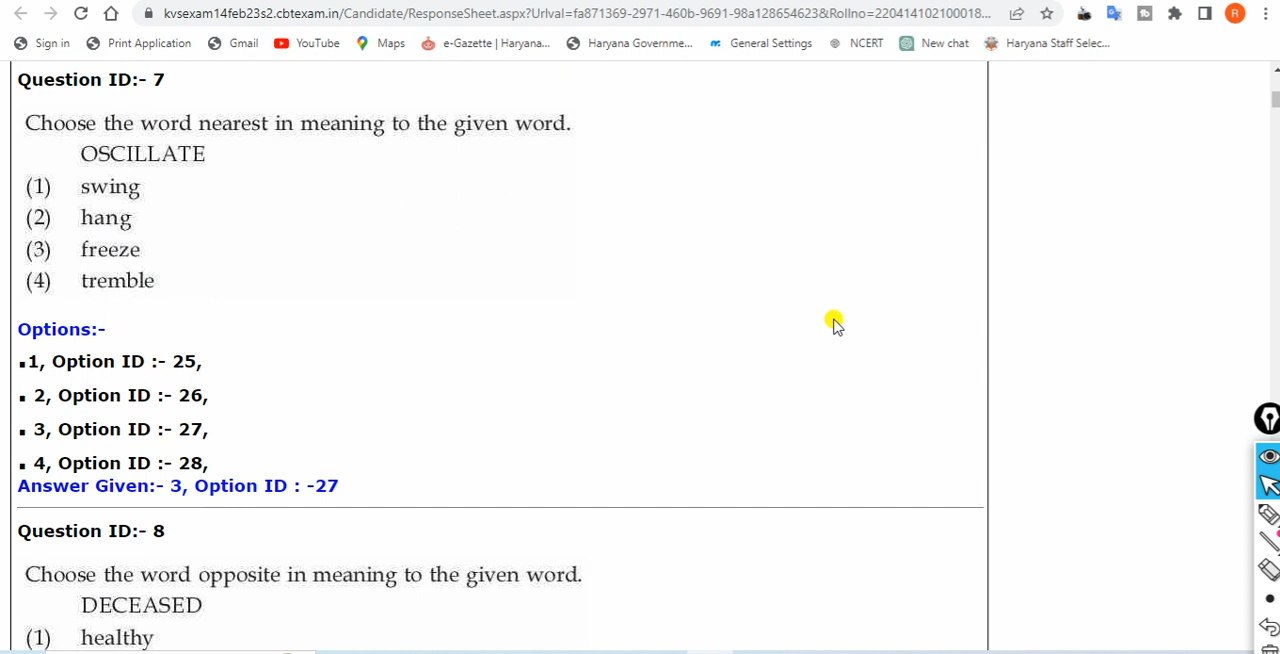 kvsexam14feb23s2.cbtexam.in/Candidate/ResponseSheet.aspx?Urlval=fa871369-2971-460b-9691-98a128654623&Rollno=220414102100018...
R
Sign in Print Application Gmail YouTube Maps e-Gazette | Haryana... Haryana Governme... General Settings NCERT New chat Haryana Staff Selec...
Question ID:- 7
Choose the word nearest in meaning to the given word.
OSCILLATE
(1) swing
(2) hang
(3) freeze
(4) tremble
Options:-
▪1, Option ID :- 25,
▪ 2, Option ID :- 26,
▪ 3, Option ID :- 27,
▪ 4, Option ID :- 28,
Answer Given:- 3, Option ID : -27
Question ID:- 8
Choose the word opposite in meaning to the given word.
DECEASED
(1) healthy